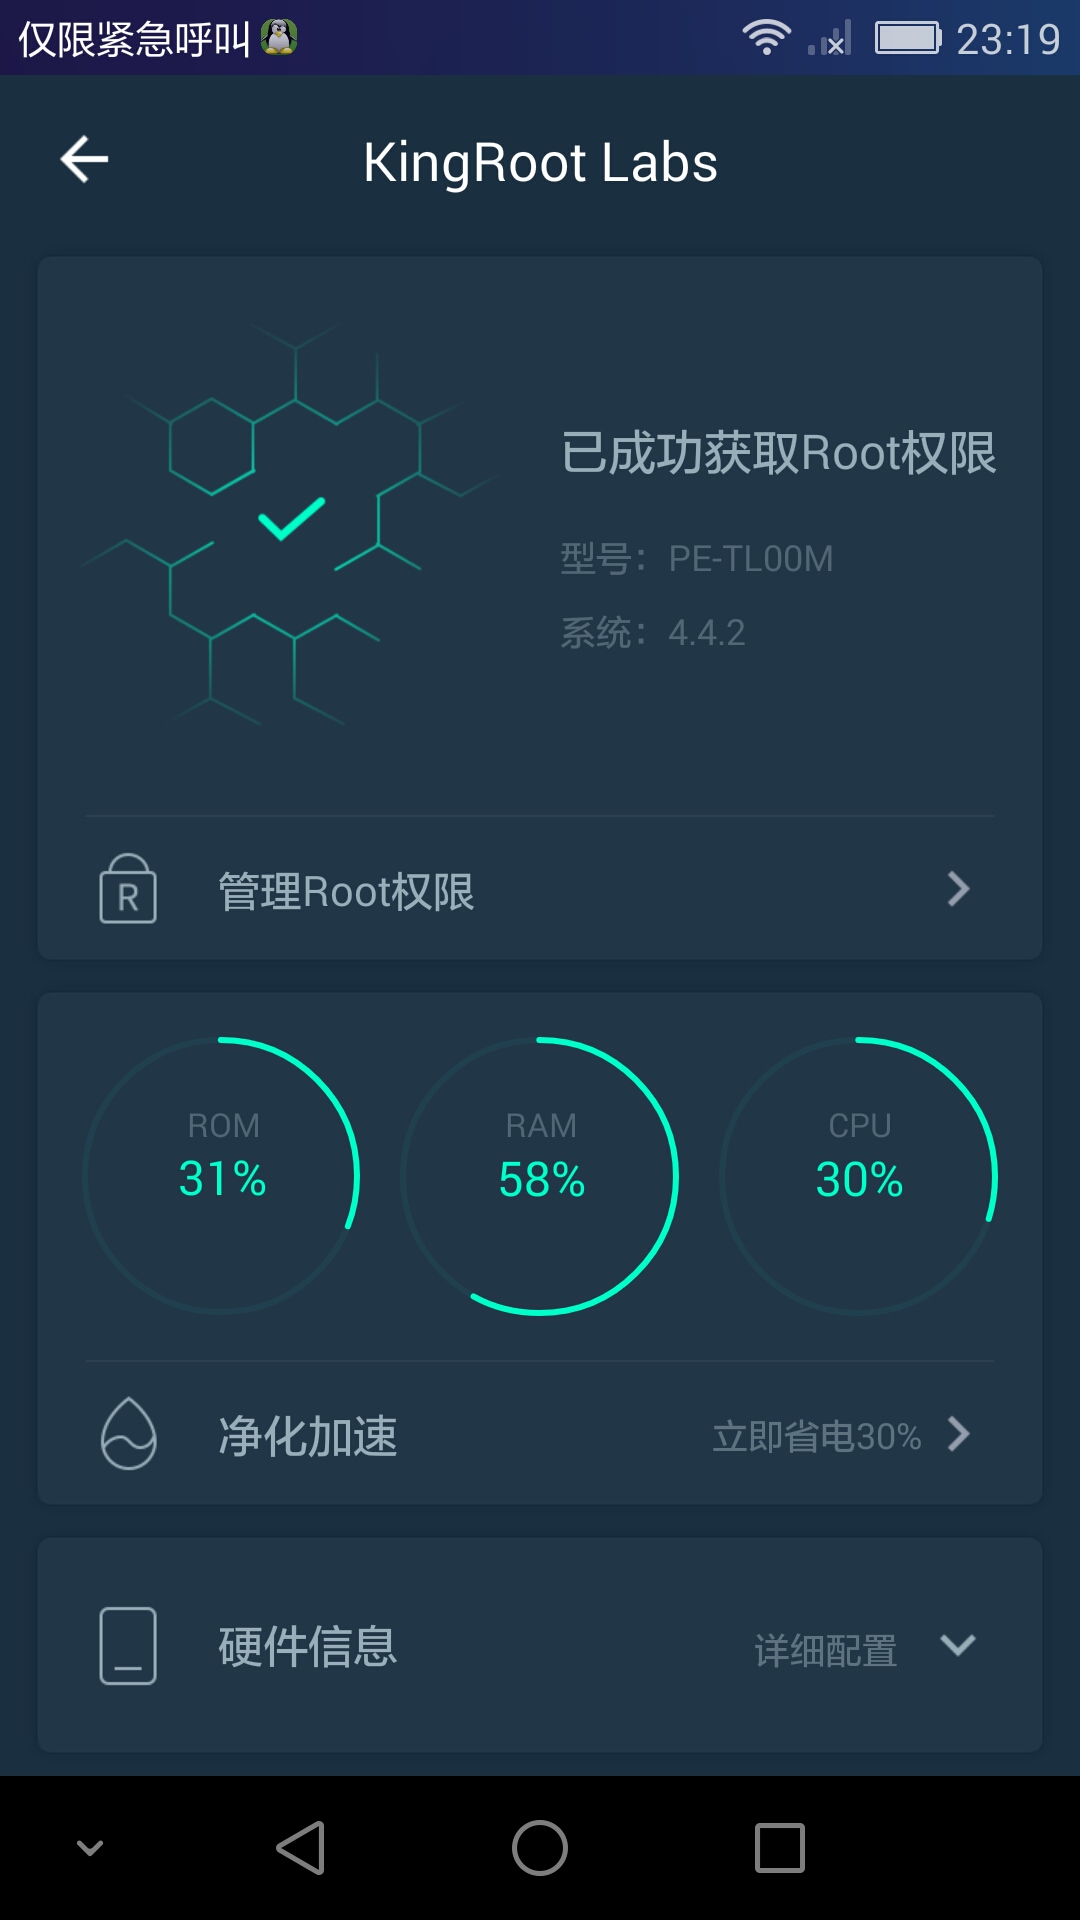 仅限紧急呼叫 23:19
KingRoot Labs
已成功获取Root权限
型号：PE-TL00M
系统：4.4.2
R 管理Root权限
ROM RAM CPU
31% 58% 30%
净化加速 立即省电30%
硬件信息 详细配置